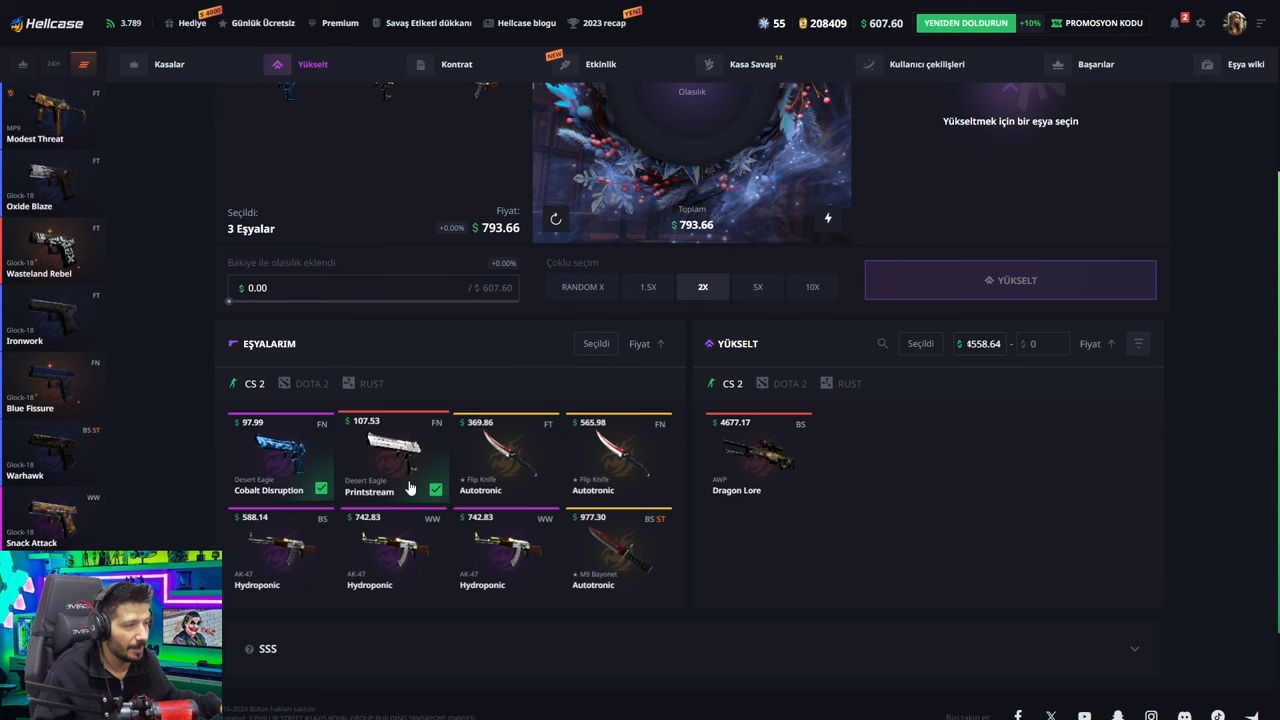 Hellcase
3.789
Hediye
$ 4000
Günlük Ücretsiz
Premium
Savaş Etiketi dükkanı
Hellcase blogu
2023 recap
YENİ
55
208409
$ 607.60
YENİDEN DOLDURUN
+10%
PROMOSYON KODU
2
24H
Kasalar
Yükselt
Kontrat
NEW
Etkinlik
Kasa Savaşı
14
Kullanıcı çekilişleri
Başarılar
Eşya wiki
FT
MP9
Modest Threat
FT
Glock-18
Oxide Blaze
FT
Glock-18
Wasteland Rebel
FT
Glock-18
Ironwork
FN
Glock-18
Blue Fissure
BS ST
Glock-18
Warhawk
WW
Glock-18
Snack Attack
Seçildi:
3 Eşyalar
Fiyat:
+0.00%
$ 793.66
Olasılık
Toplam
$ 793.66
Yükseltmek için bir eşya seçin
Bakiye ile olasılık eklendi
+0.00%
$ 0.00
/ $ 607.60
Çoklu seçim
RANDOM X
1.5X
2X
5X
10X
YÜKSELT
EŞYALARIM
Seçildi
Fiyat
CS 2
DOTA 2
RUST
$ 97.99
FN
Desert Eagle
Cobalt Disruption
$ 107.53
FN
Desert Eagle
Printstream
$ 369.86
FT
★ Flip Knife
Autotronic
$ 565.98
FN
★ Flip Knife
Autotronic
$ 588.14
BS
AK-47
Hydroponic
$ 742.83
WW
AK-47
Hydroponic
$ 742.83
WW
AK-47
Hydroponic
$ 977.30
BS ST
★ M9 Bayonet
Autotronic
YÜKSELT
Seçildi
$ 4558.64
-
$ 0
Fiyat
CS 2
DOTA 2
RUST
$ 4677.17
BS
AWP
Dragon Lore
SSS